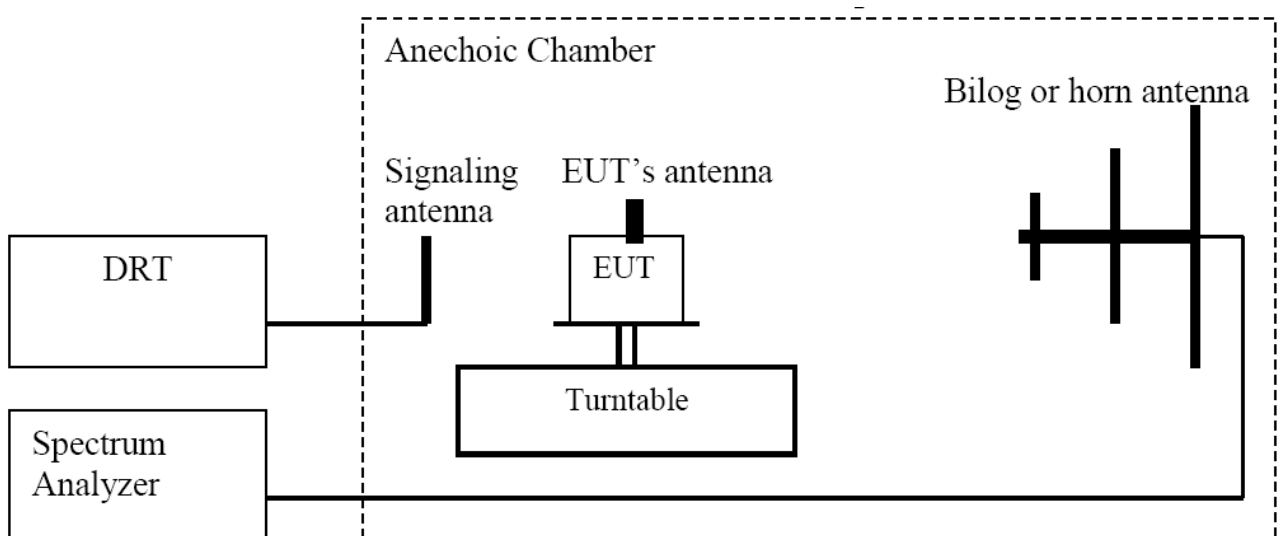 Anechoic Chamber
Bilog or horn antenna
Signaling
antenna
EUT’s antenna
DRT
EUT
Turntable
Spectrum
Analyzer